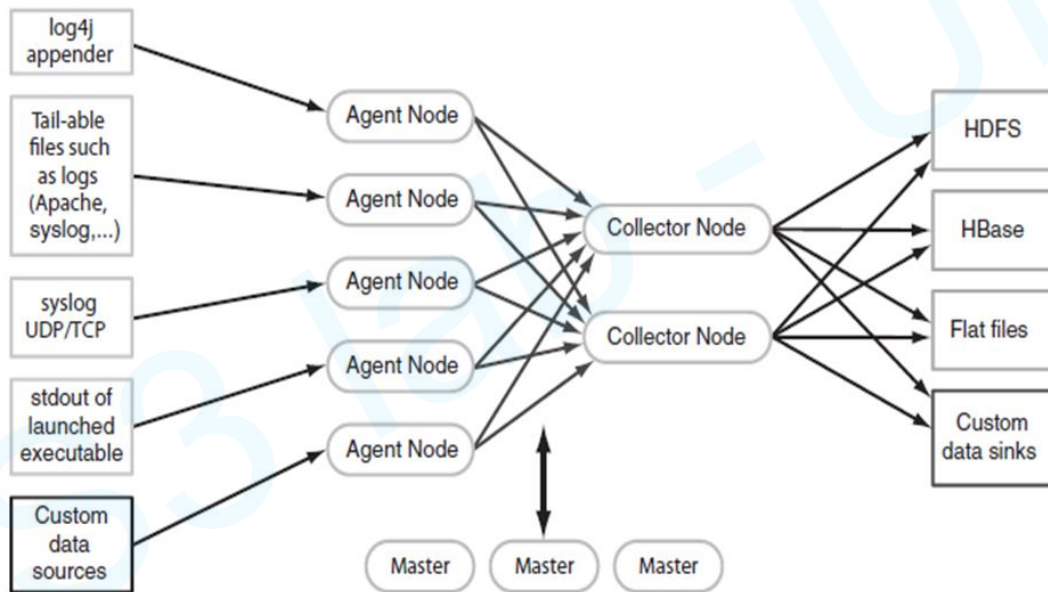 log4j
appender
Tail-able
files such
as logs
(Apache,
syslog,...)
syslog
UDP/TCP
stdout of
launched
executable
Custom
data
sources
Agent Node
Agent Node
Agent Node
Agent Node
Agent Node
Collector Node
Collector Node
Master
Master
Master
HDFS
HBase
Flat files
Custom
data sinks
s3 lab - U